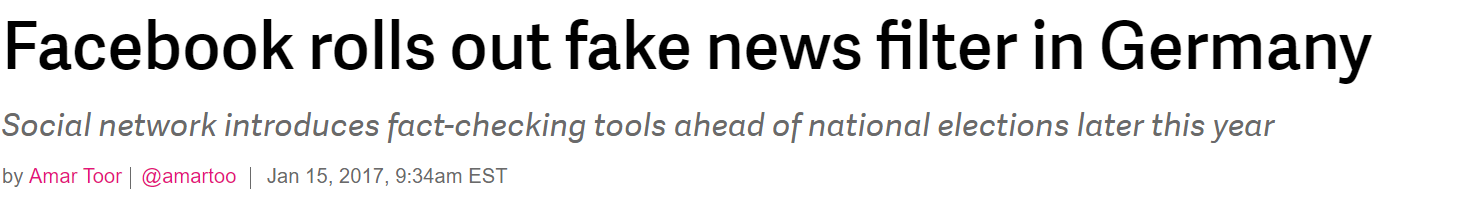 Facebook rolls out fake news filter in Germany
Social network introduces fact-checking tools ahead of national elections later this year
by Amar Toor | @amartoo | Jan 15, 2017, 9:34am EST